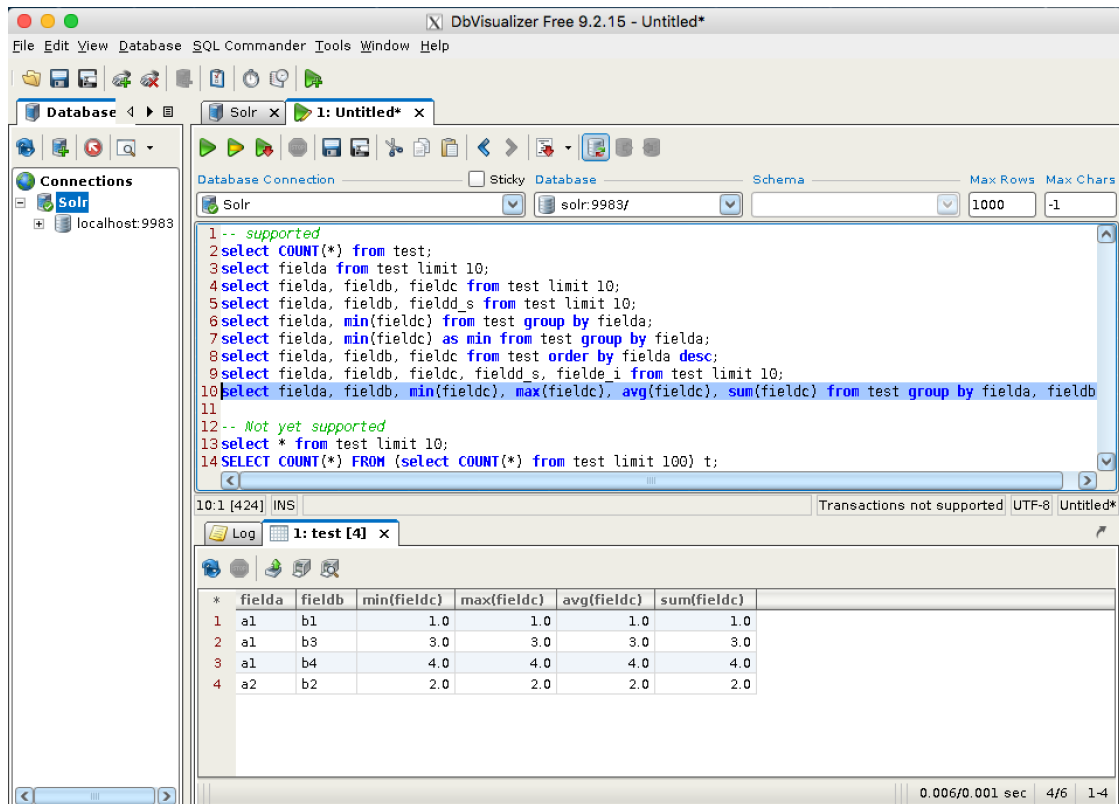 DbVisualizer Free 9.2.15 - Untitled*
File Edit View Database SQL Commander Tools Window Help
Database
Solr 1: Untitled*
Connections
Solr
localhost:9983
Database Connection Sticky Database Schema Max Rows Max Chars
Solr solr:9983/ 1000 -1
1 -- supported
2 select COUNT(*) from test;
3 select fielda from test limit 10;
4 select fielda, fieldb, fieldc from test limit 10;
5 select fielda, fieldb, fieldd_s from test limit 10;
6 select fielda, min(fieldc) from test group by fielda;
7 select fielda, min(fieldc) as min from test group by fielda;
8 select fielda, fieldb, fieldc from test order by fielda desc;
9 select fielda, fieldb, fieldc, fieldd_s, fielde_i from test limit 10;
10 select fielda, fieldb, min(fieldc), max(fieldc), avg(fieldc), sum(fieldc) from test group by fielda, fieldb
11
12 -- Not yet supported
13 select * from test limit 10;
14 SELECT COUNT(*) FROM (select COUNT(*) from test limit 100) t;
10:1 [424] INS Transactions not supported UTF-8 Untitled*
Log 1: test [4]
* fielda fieldb min(fieldc) max(fieldc) avg(fieldc) sum(fieldc)
1 a1 b1 1.0 1.0 1.0 1.0
2 a1 b3 3.0 3.0 3.0 3.0
3 a1 b4 4.0 4.0 4.0 4.0
4 a2 b2 2.0 2.0 2.0 2.0
0.006/0.001 sec 4/6 1-4